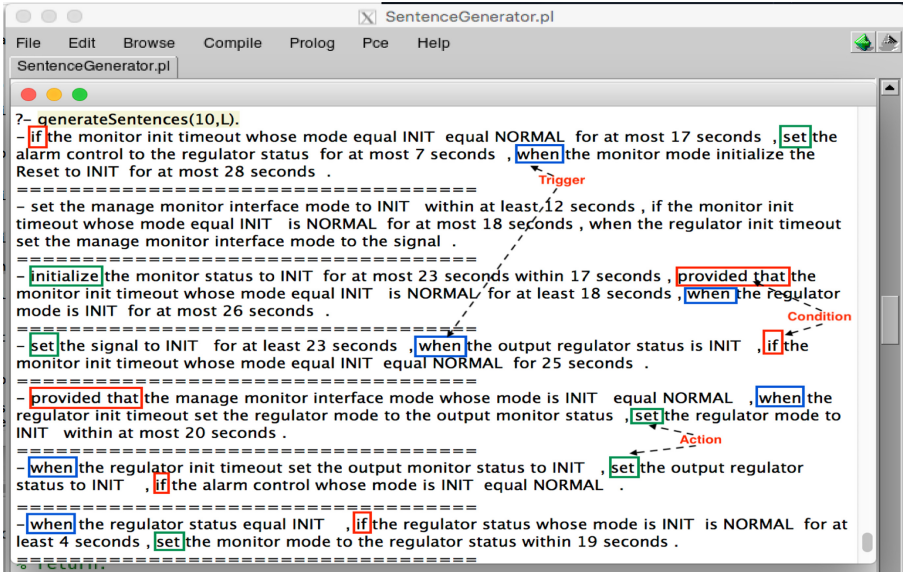 SentenceGenerator.pl
File Edit Browse Compile Prolog Pce Help
SentenceGenerator.pl
?- generateSentences(10,L).
- if the monitor init timeout whose mode equal INIT equal NORMAL for at most 17 seconds , set the
alarm control to the regulator status for at most 7 seconds , when the monitor mode initialize the
Reset to INIT for at most 28 seconds .
Trigger
=====================================
- set the manage monitor interface mode to INIT within at least 12 seconds , if the monitor init
timeout whose mode equal INIT is NORMAL for at most 18 seconds , when the regulator init timeout
set the manage monitor interface mode to the signal .
=====================================
- initialize the monitor status to INIT for at most 23 seconds within 17 seconds , provided that the
monitor init timeout whose mode equal INIT is NORMAL for at least 18 seconds , when the regulator
mode is INIT for at most 26 seconds .
Condition
=====================================
- set the signal to INIT for at least 23 seconds , when the output regulator status is INIT , if the
monitor init timeout whose mode equal INIT equal NORMAL for 25 seconds .
=====================================
- provided that the manage monitor interface mode whose mode is INIT equal NORMAL , when the
regulator init timeout set the regulator mode to the output monitor status , set the regulator mode to
INIT within at most 20 seconds .
Action
=====================================
- when the regulator init timeout set the output monitor status to INIT , set the output regulator
status to INIT , if the alarm control whose mode is INIT equal NORMAL .
=====================================
- when the regulator status equal INIT , if the regulator status whose mode is INIT is NORMAL for at
least 4 seconds , set the monitor mode to the regulator status within 19 seconds .
=====================================
% return.